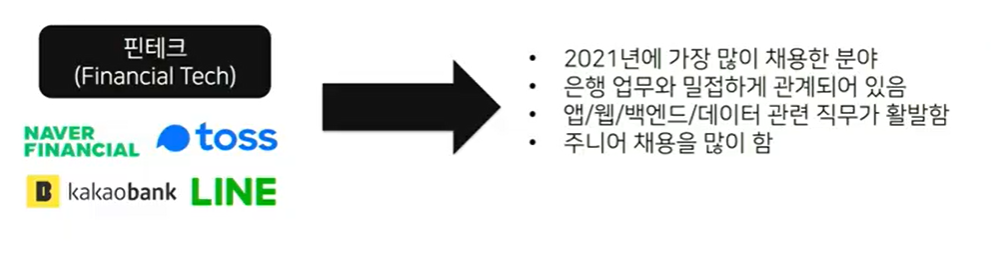 핀테크
(Financial Tech)
NAVER
FINANCIAL
toss
kakaobank
LINE
• 2021년에 가장 많이 채용한 분야
• 은행 업무와 밀접하게 관계되어 있음
• 앱/웹/백엔드/데이터 관련 직무가 활발함
• 주니어 채용을 많이 함